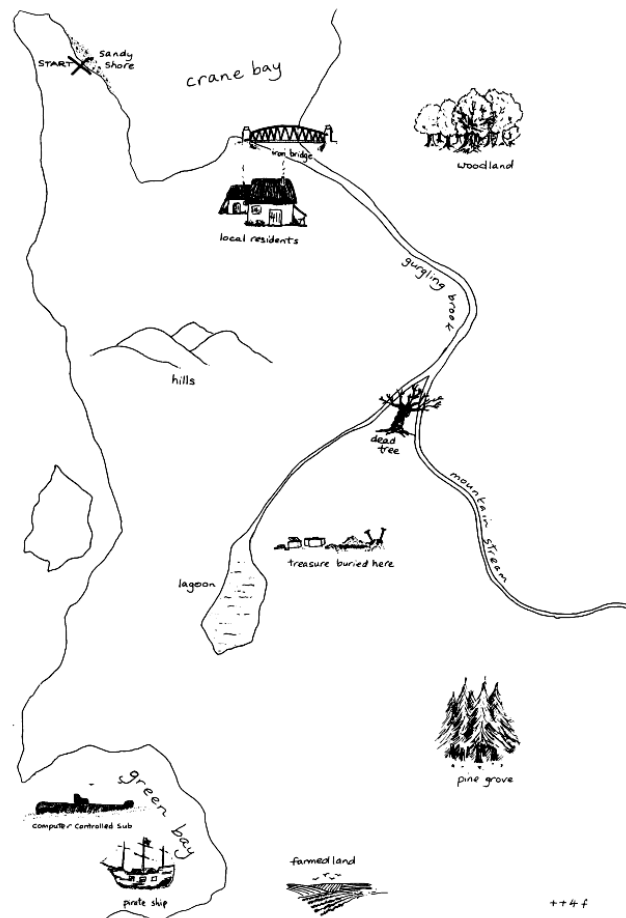 START
Sandy
Shore
crane bay
iron bridge
woodland
local residents
gurgling brook
hills
dead
tree
mountain stream
treasure buried here
lagoon
pine grove
green bay
computer controlled sub
pirate ship
farmed land
++4f